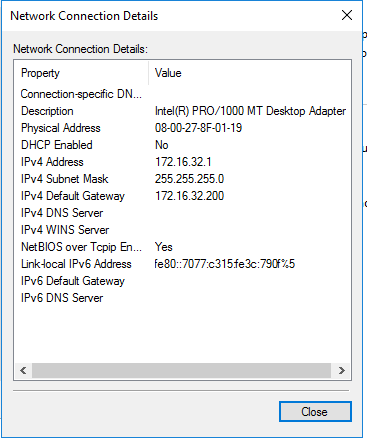 Network Connection Details
Network Connection Details:
Property Value
Connection-specific DN...
Description Intel(R) PRO/1000 MT Desktop Adapter
Physical Address 08-00-27-8F-01-19
DHCP Enabled No
IPv4 Address 172.16.32.1
IPv4 Subnet Mask 255.255.255.0
IPv4 Default Gateway 172.16.32.200
IPv4 DNS Server
IPv4 WINS Server
NetBIOS over Tcpip En... Yes
Link-local IPv6 Address fe80::7077:c315:fe3c:790f%5
IPv6 Default Gateway
IPv6 DNS Server
Close